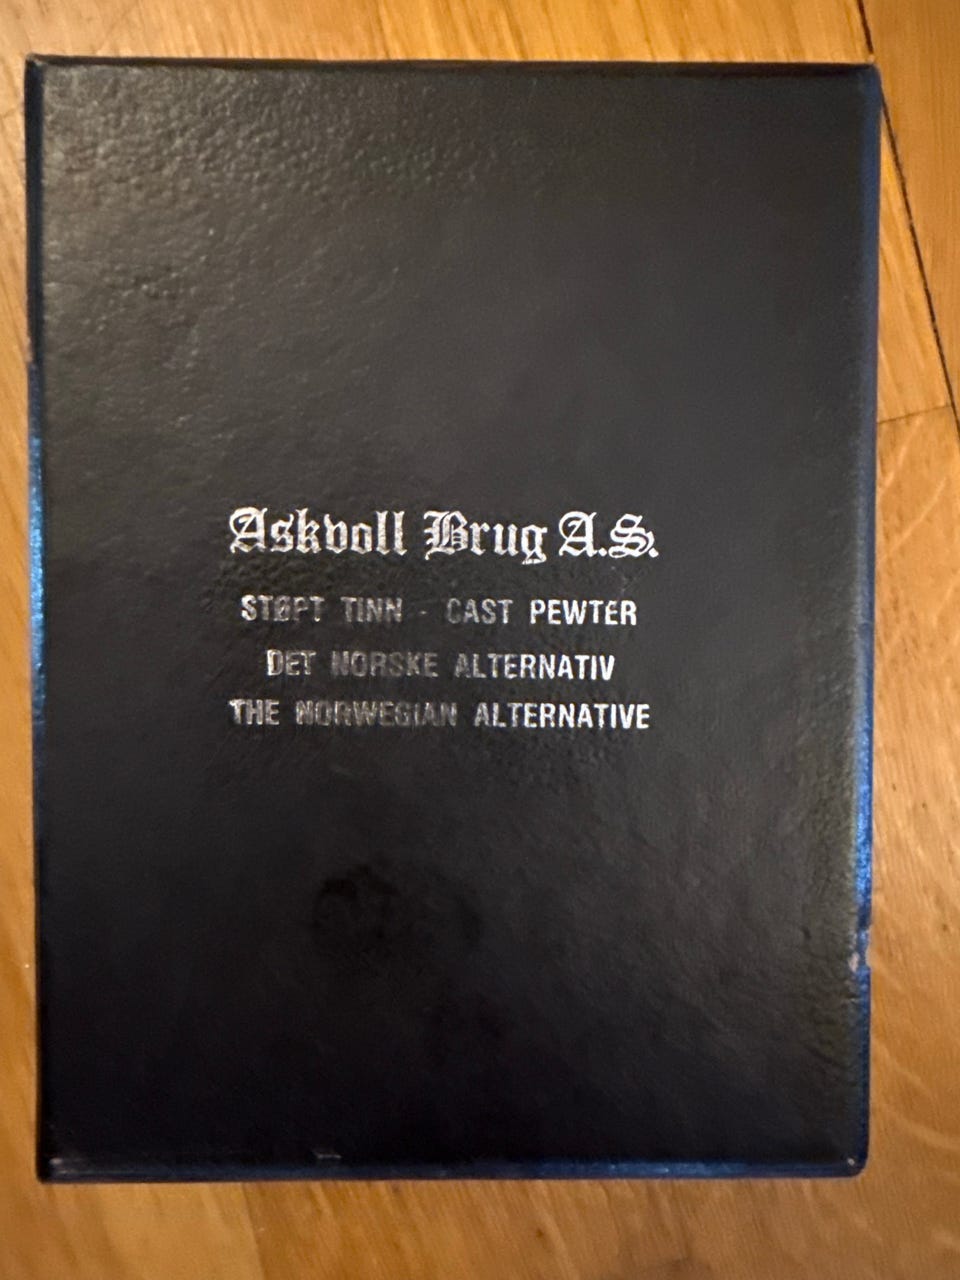 Askvoll Brug A.S.
STØPT TINN - CAST PEWTER
DET NORSKE ALTERNATIV
THE NORWEGIAN ALTERNATIVE